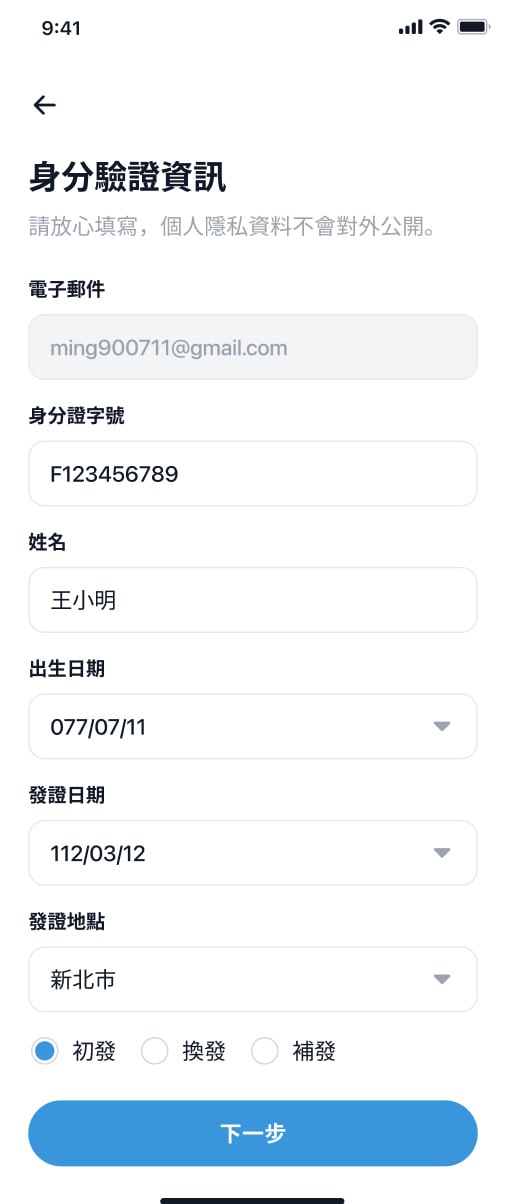 9:41
身分驗證資訊
請放心填寫，個人隱私資料不會對外公開。
電子郵件
ming900711@gmail.com
身分證字號
F123456789
姓名
王小明
出生日期
077/07/11
發證日期
112/03/12
發證地點
新北市
初發 換發 補發
下一步